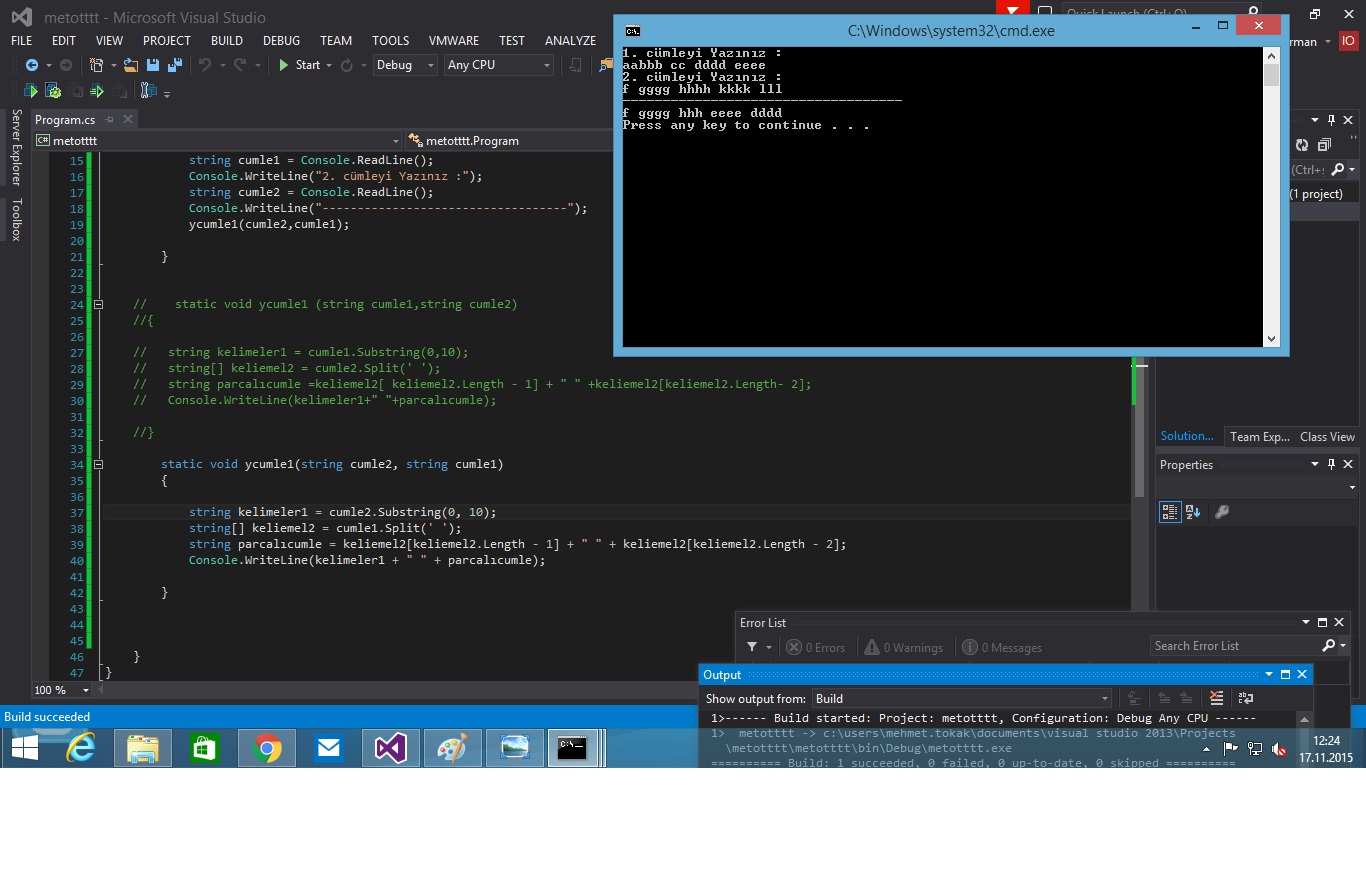 metotttt - Microsoft Visual Studio
Quick Launch (Ctrl+Q)
FILE EDIT VIEW PROJECT BUILD DEBUG TEAM TOOLS VMWARE TEST ANALYZE
rman IO
Start Debug Any CPU
C:\Windows\system32\cmd.exe
C:\.
1. cümleyi Yazınız :
aabbb cc dddd eeee
2. cümleyi Yazınız :
f gggg hhhh kkkk lll
-----------------------------------
f gggg hhh eeee dddd
Press any key to continue . . .
Server Explorer
Toolbox
Program.cs
C# metotttt
metotttt.Program
15 string cumle1 = Console.ReadLine();
16 Console.WriteLine("2. cümleyi Yazınız :");
17 string cumle2 = Console.ReadLine();
18 Console.WriteLine("-----------------------------------");
19 ycumle1(cumle2,cumle1);
20
21 }
22
23
24 // static void ycumle1 (string cumle1,string cumle2)
25 //{
26
27 // string kelimeler1 = cumle1.Substring(0,10);
28 // string[] keliemel2 = cumle2.Split(' ');
29 // string parcalıcumle =keliemel2[ keliemel2.Length - 1] + " " +keliemel2[keliemel2.Length- 2];
30 // Console.WriteLine(kelimeler1+" "+parcalıcumle);
31
32 //}
33
34 static void ycumle1(string cumle2, string cumle1)
35 {
36
37 string kelimeler1 = cumle2.Substring(0, 10);
38 string[] keliemel2 = cumle1.Split(' ');
39 string parcalıcumle = keliemel2[keliemel2.Length - 1] + " " + keliemel2[keliemel2.Length - 2];
40 Console.WriteLine(kelimeler1 + " " + parcalıcumle);
41
42 }
43
44
45
46 }
47 }
100 %
(Ctrl+;
(1 project)
Solution... Team Exp... Class View
Properties
Error List
0 Errors 0 Warnings 0 Messages Search Error List
Output
Show output from: Build
1>------ Build started: Project: metotttt, Configuration: Debug Any CPU ------
1> metotttt -> c:\users\mehmet.tokak\documents\visual studio 2013\Projects
\metotttt\metotttt\bin\Debug\metotttt.exe
========== Build: 1 succeeded, 0 failed, 0 up-to-date, 0 skipped ==========
Build succeeded
12:24
17.11.2015